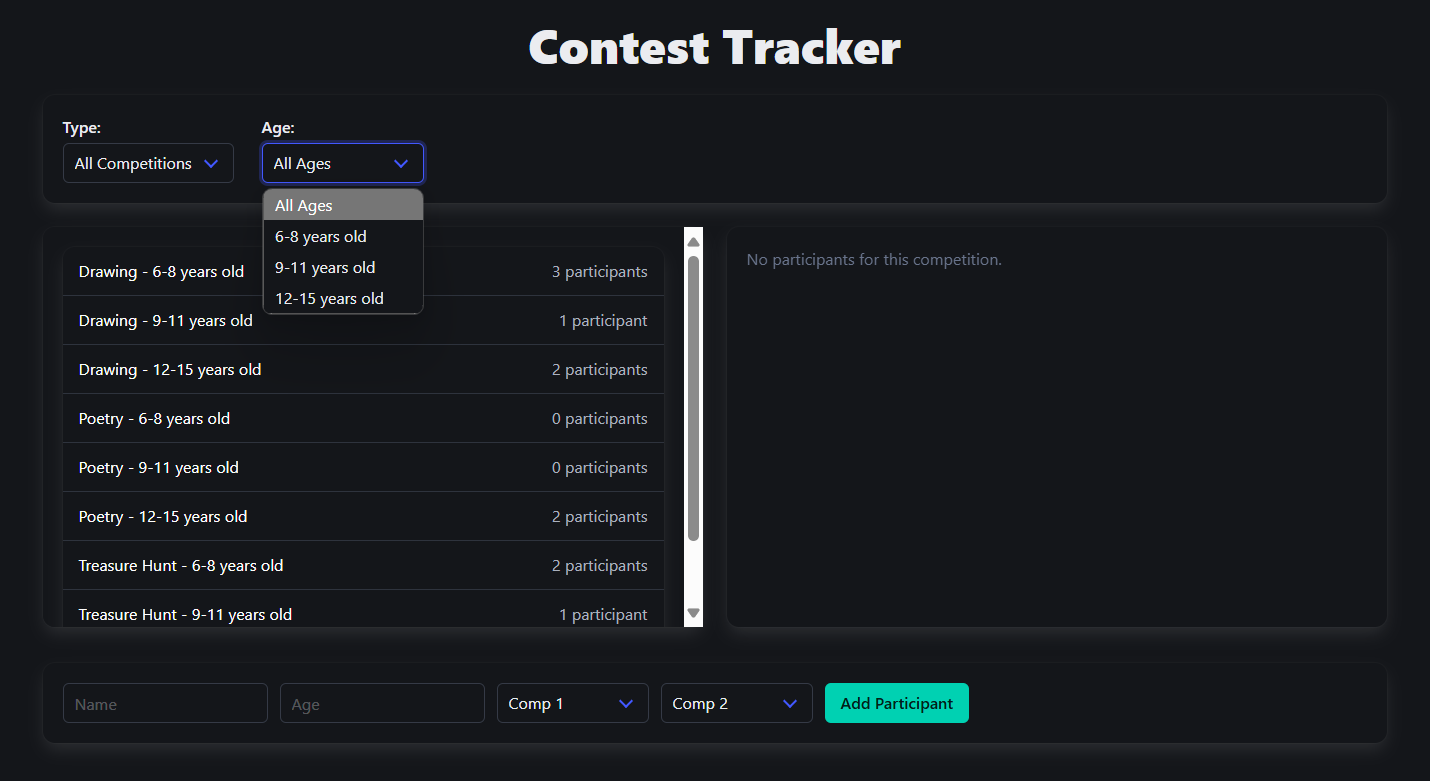 Contest Tracker
Type:
Age:
All Competitions
All Ages
All Ages
6-8 years old
9-11 years old
12-15 years old
Drawing - 6-8 years old 3 participants
Drawing - 9-11 years old 1 participant
Drawing - 12-15 years old 2 participants
Poetry - 6-8 years old 0 participants
Poetry - 9-11 years old 0 participants
Poetry - 12-15 years old 2 participants
Treasure Hunt - 6-8 years old 2 participants
Treasure Hunt - 9-11 years old 1 participant
No participants for this competition.
Name
Age
Comp 1
Comp 2
Add Participant